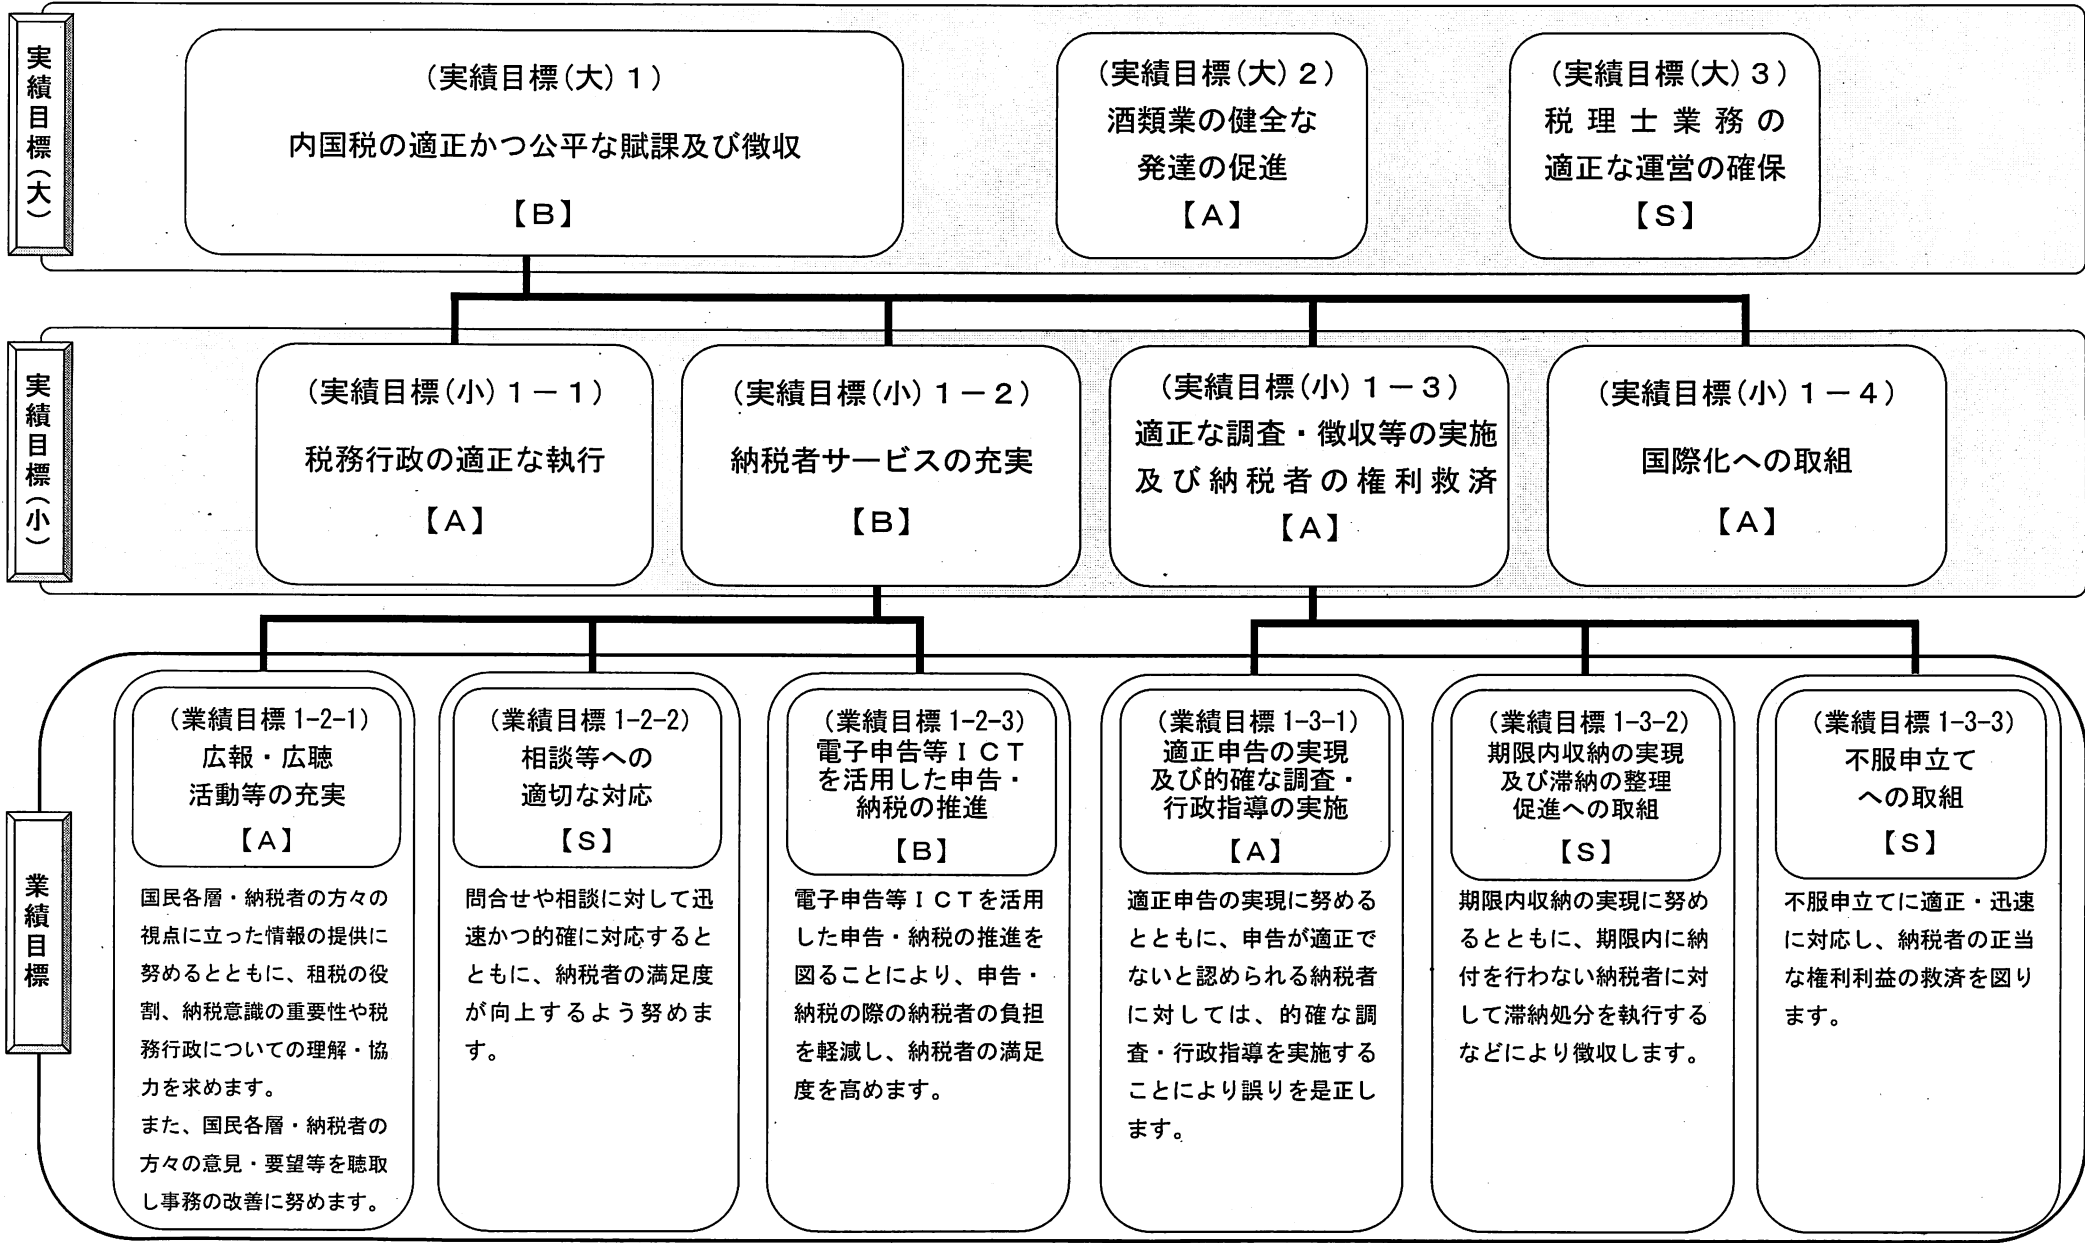 実績目標(大)
(実績目標(大)1)
内国税の適正かつ公平な賦課及び徴収
【B】
(実績目標(大)2)
酒類業の健全な
発達の促進
【A】
(実績目標(大)3)
税理士業務の
適正な運営の確保
【S】
実績目標(小)
(実績目標(小)1－1)
税務行政の適正な執行
【A】
(実績目標(小)1－2)
納税者サービスの充実
【B】
(実績目標(小)1－3)
適正な調査・徴収等の実施
及び納税者の権利救済
【A】
(実績目標(小)1－4)
国際化への取組
【A】
業績目標
(業績目標 1-2-1)
広報・広聴
活動等の充実
【A】
国民各層・納税者の方々の
視点に立った情報の提供に
努めるとともに、租税の役
割、納税意識の重要性や税
務行政についての理解・協
力を求めます。
また、国民各層・納税者の
方々の意見・要望等を聴取
し事務の改善に努めます。
(業績目標 1-2-2)
相談等への
適切な対応
【S】
問合せや相談に対して迅
速かつ的確に対応すると
ともに、納税者の満足度
が向上するよう努めま
す。
(業績目標 1-2-3)
電子申告等ＩＣＴ
を活用した申告・
納税の推進
【B】
電子申告等ＩＣＴを活用
した申告・納税の推進を
図ることにより、申告・
納税の際の納税者の負担
を軽減し、納税者の満足
度を高めます。
(業績目標 1-3-1)
適正申告の実現
及び的確な調査・
行政指導の実施
【A】
適正申告の実現に努める
とともに、申告が適正で
ないと認められる納税者
に対しては、的確な調
査・行政指導を実施する
ことにより誤りを是正し
ます。
(業績目標 1-3-2)
期限内収納の実現
及び滞納の整理
促進への取組
【S】
期限内収納の実現に努め
るとともに、期限内に納
付を行わない納税者に対
して滞納処分を執行する
などにより徴収します。
(業績目標 1-3-3)
不服申立て
への取組
【S】
不服申立てに適正・迅速
に対応し、納税者の正当
な権利利益の救済を図り
ます。